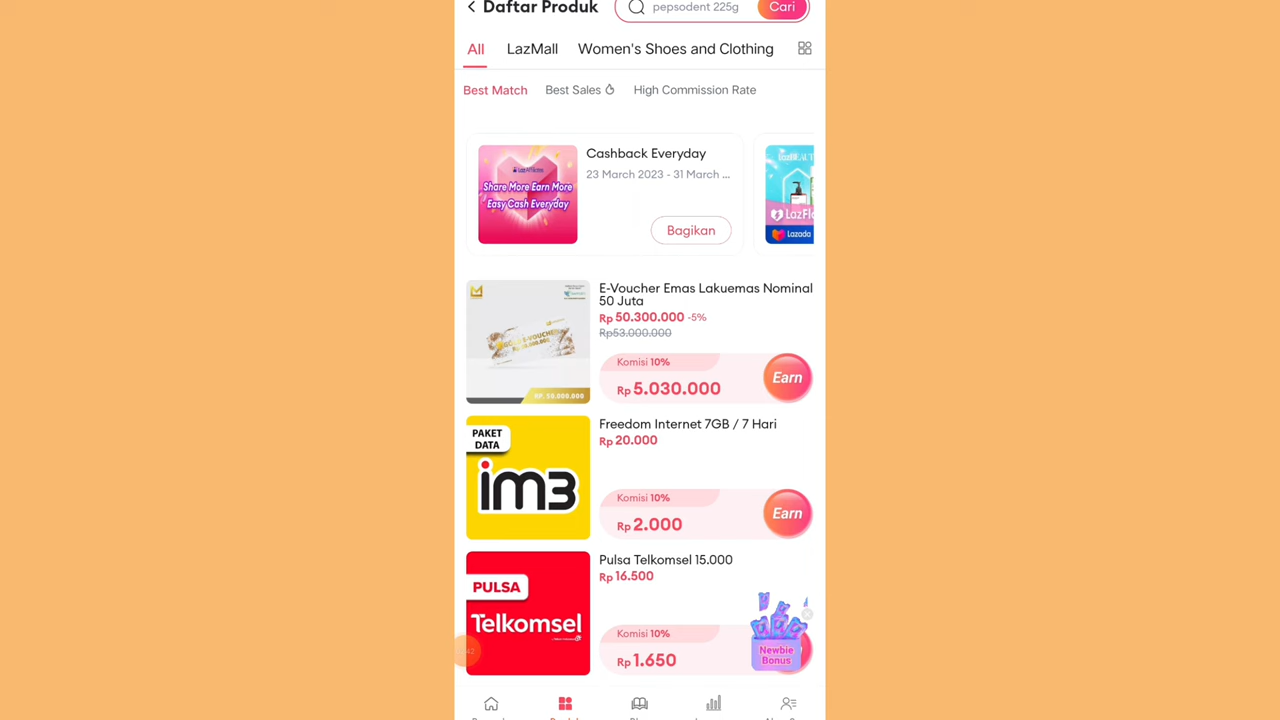 Daftar Produk
pepsodent 225g
Cari
All
LazMall
Women's Shoes and Clothing
Best Match
Best Sales
High Commission Rate
Share More Earn More
Easy Cash Everyday
Cashback Everyday
23 March 2023 - 31 March ...
Bagikan
Lazada
E-Voucher Emas Lakuemas Nominal
50 Juta
Rp 50.300.000 -5%
Rp53.000.000
RP. 50.000.000
Komisi 10%
Rp 5.030.000
Earn
PAKET
DATA
im3
Freedom Internet 7GB / 7 Hari
Rp 20.000
Komisi 10%
Rp 2.000
Earn
PULSA
Telkomsel
Pulsa Telkomsel 15.000
Rp 16.500
Komisi 10%
Rp 1.650
Newbie
Bonus